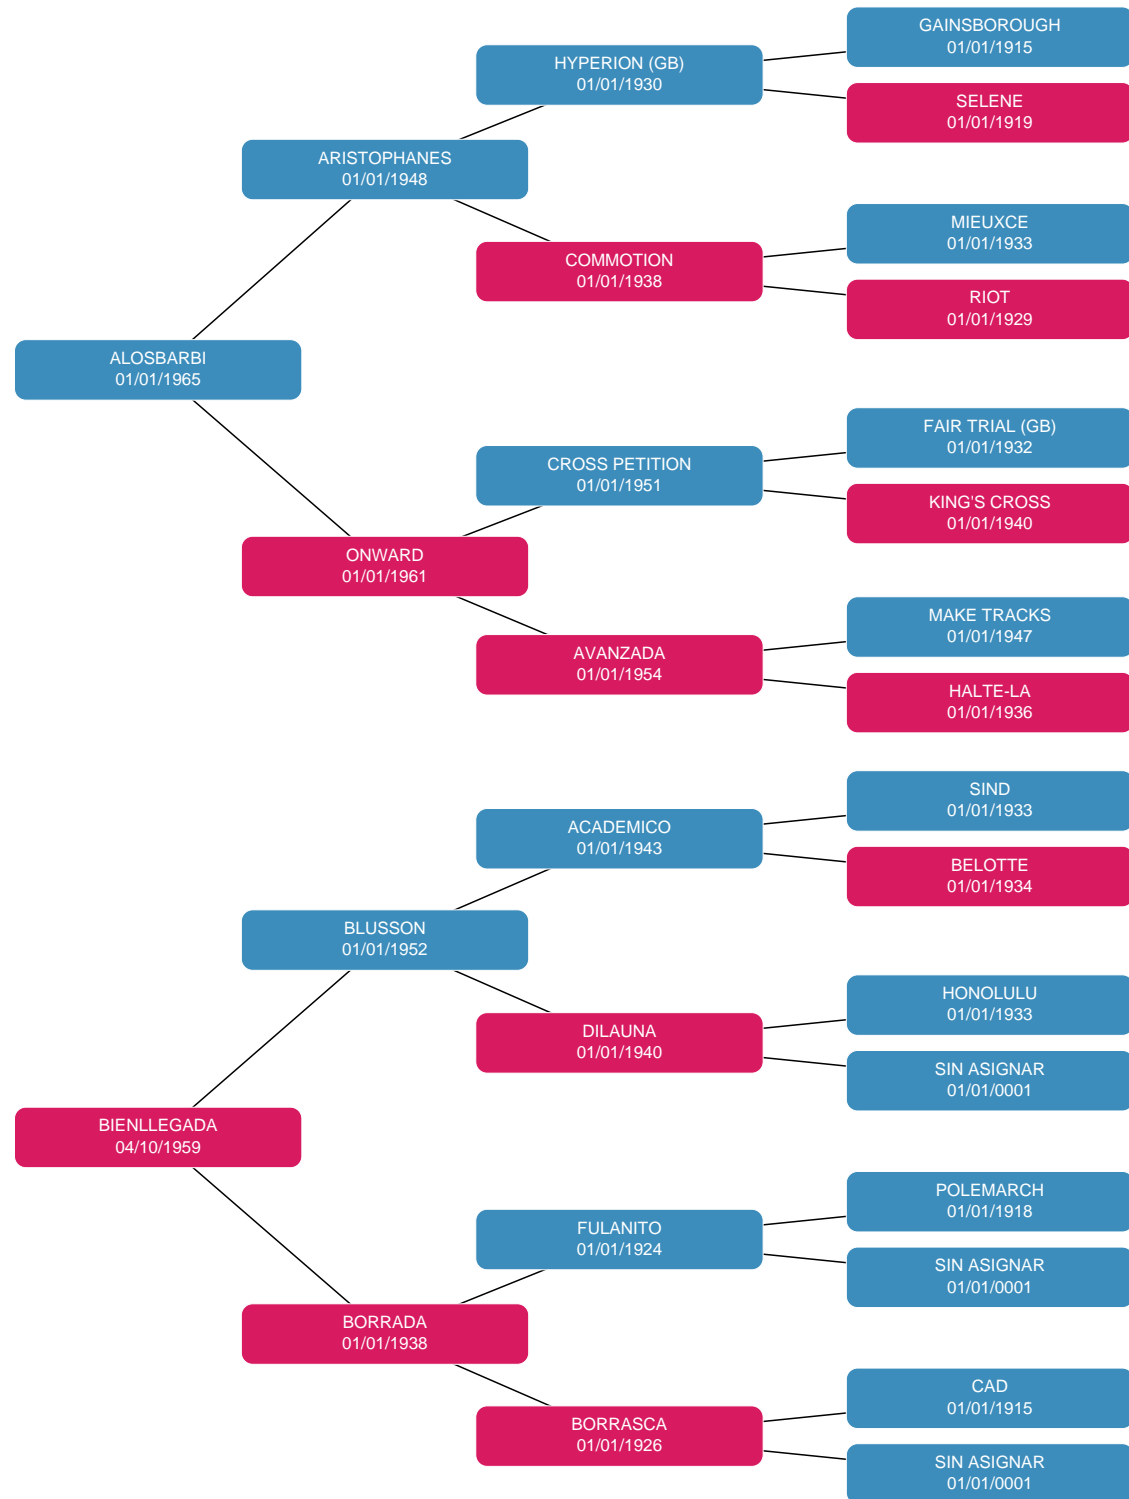 GAINSBOROUGH
01/01/1915
HYPERION (GB)
01/01/1930
SELENE
01/01/1919
ARISTOPHANES
01/01/1948
MIEUXCE
01/01/1933
COMMOTION
01/01/1938
RIOT
01/01/1929
ALOSBARBI
01/01/1965
FAIR TRIAL (GB)
01/01/1932
CROSS PETITION
01/01/1951
KING'S CROSS
01/01/1940
ONWARD
01/01/1961
MAKE TRACKS
01/01/1947
AVANZADA
01/01/1954
HALTE-LA
01/01/1936
SIND
01/01/1933
ACADEMICO
01/01/1943
BELOTTE
01/01/1934
BLUSSON
01/01/1952
HONOLULU
01/01/1933
DILAUNA
01/01/1940
SIN ASIGNAR
01/01/0001
BIENLLEGADA
04/10/1959
POLEMARCH
01/01/1918
FULANITO
01/01/1924
SIN ASIGNAR
01/01/0001
BORRADA
01/01/1938
CAD
01/01/1915
BORRASCA
01/01/1926
SIN ASIGNAR
01/01/0001